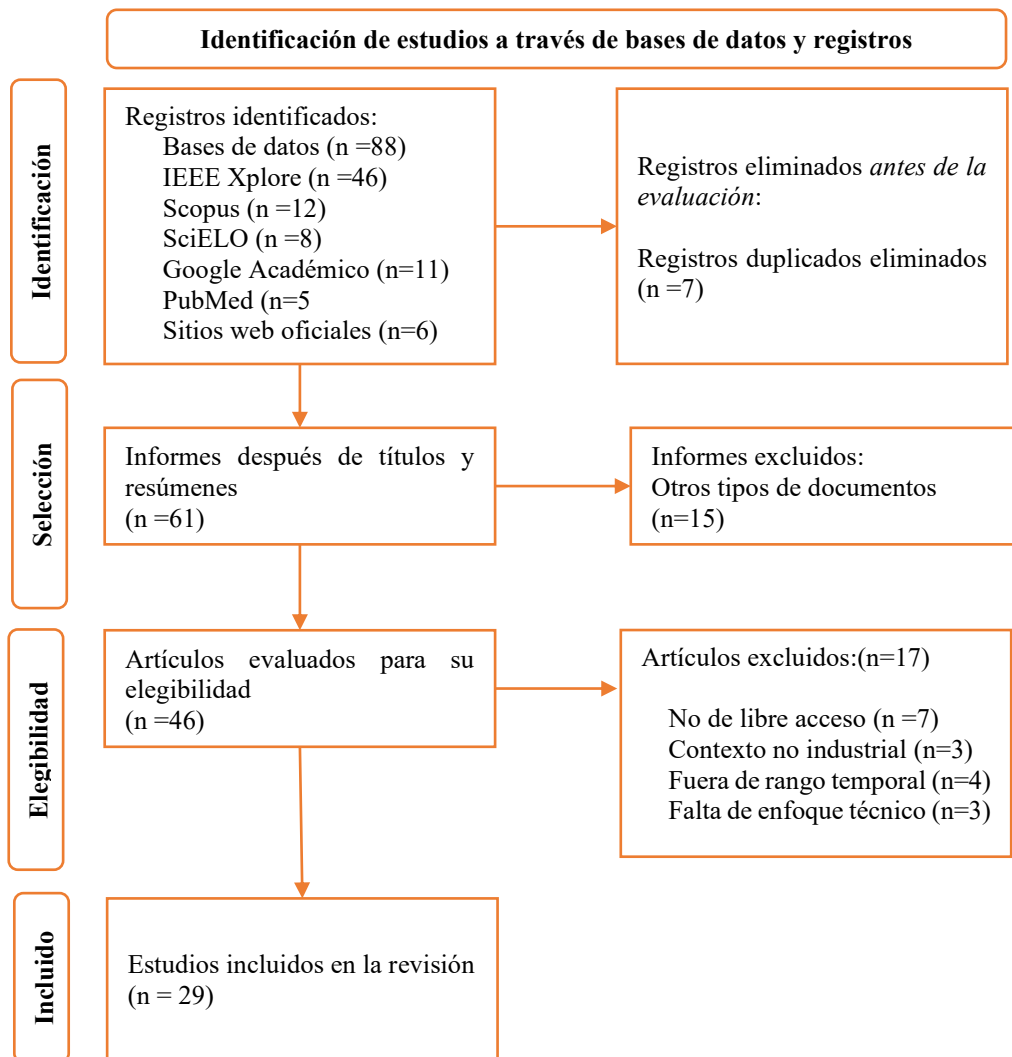 Identificación de estudios a través de bases de datos y registros
Identificación
Registros identificados:
Bases de datos (n =88)
IEEE Xplore (n =46)
Scopus (n =12)
SciELO (n =8)
Google Académico (n=11)
PubMed (n=5
Sitios web oficiales (n=6)
Registros eliminados antes de la
evaluación:
Registros duplicados eliminados
(n =7)
Selección
Informes después de títulos y
resúmenes
(n =61)
Informes excluidos:
Otros tipos de documentos
(n=15)
Elegibilidad
Artículos evaluados para su
elegibilidad
(n =46)
Artículos excluidos:(n=17)
No de libre acceso (n =7)
Contexto no industrial (n=3)
Fuera de rango temporal (n=4)
Falta de enfoque técnico (n=3)
Incluido
Estudios incluidos en la revisión
(n = 29)